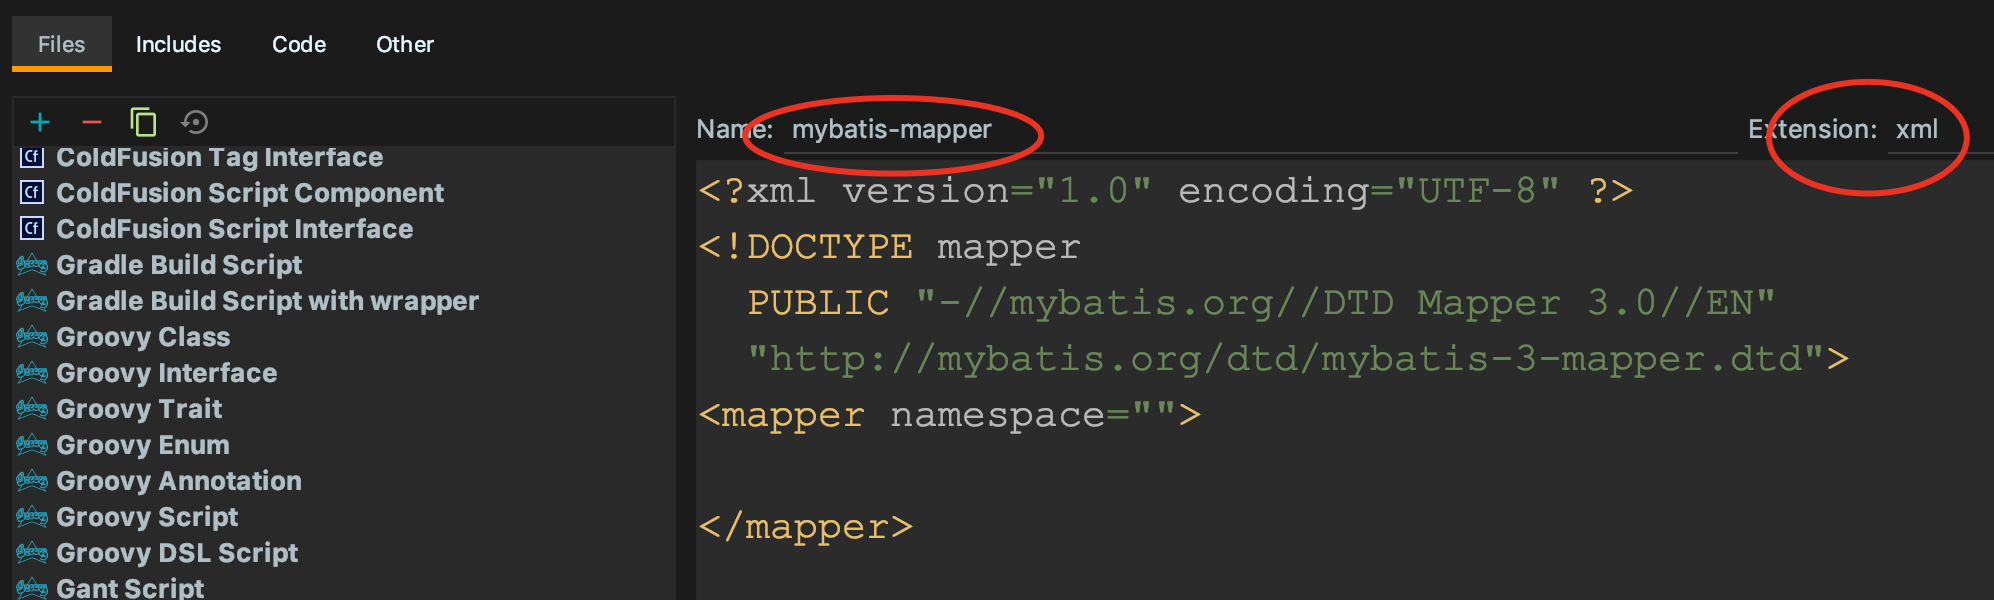 Files Includes Code Other
ColdFusion Tag Interface
Cf ColdFusion Script Component
Cf ColdFusion Script Interface
Gradle Build Script
Gradle Build Script with wrapper
Groovy Class
Groovy Interface
Groovy Trait
Groovy Enum
Groovy Annotation
Groovy Script
Groovy DSL Script
Gant Script
Name: mybatis-mapper Extension: xml
<?xml version="1.0" encoding="UTF-8" ?>
<!DOCTYPE mapper
PUBLIC "-//mybatis.org//DTD Mapper 3.0//EN"
"http://mybatis.org/dtd/mybatis-3-mapper.dtd">
<mapper namespace="">
</mapper>